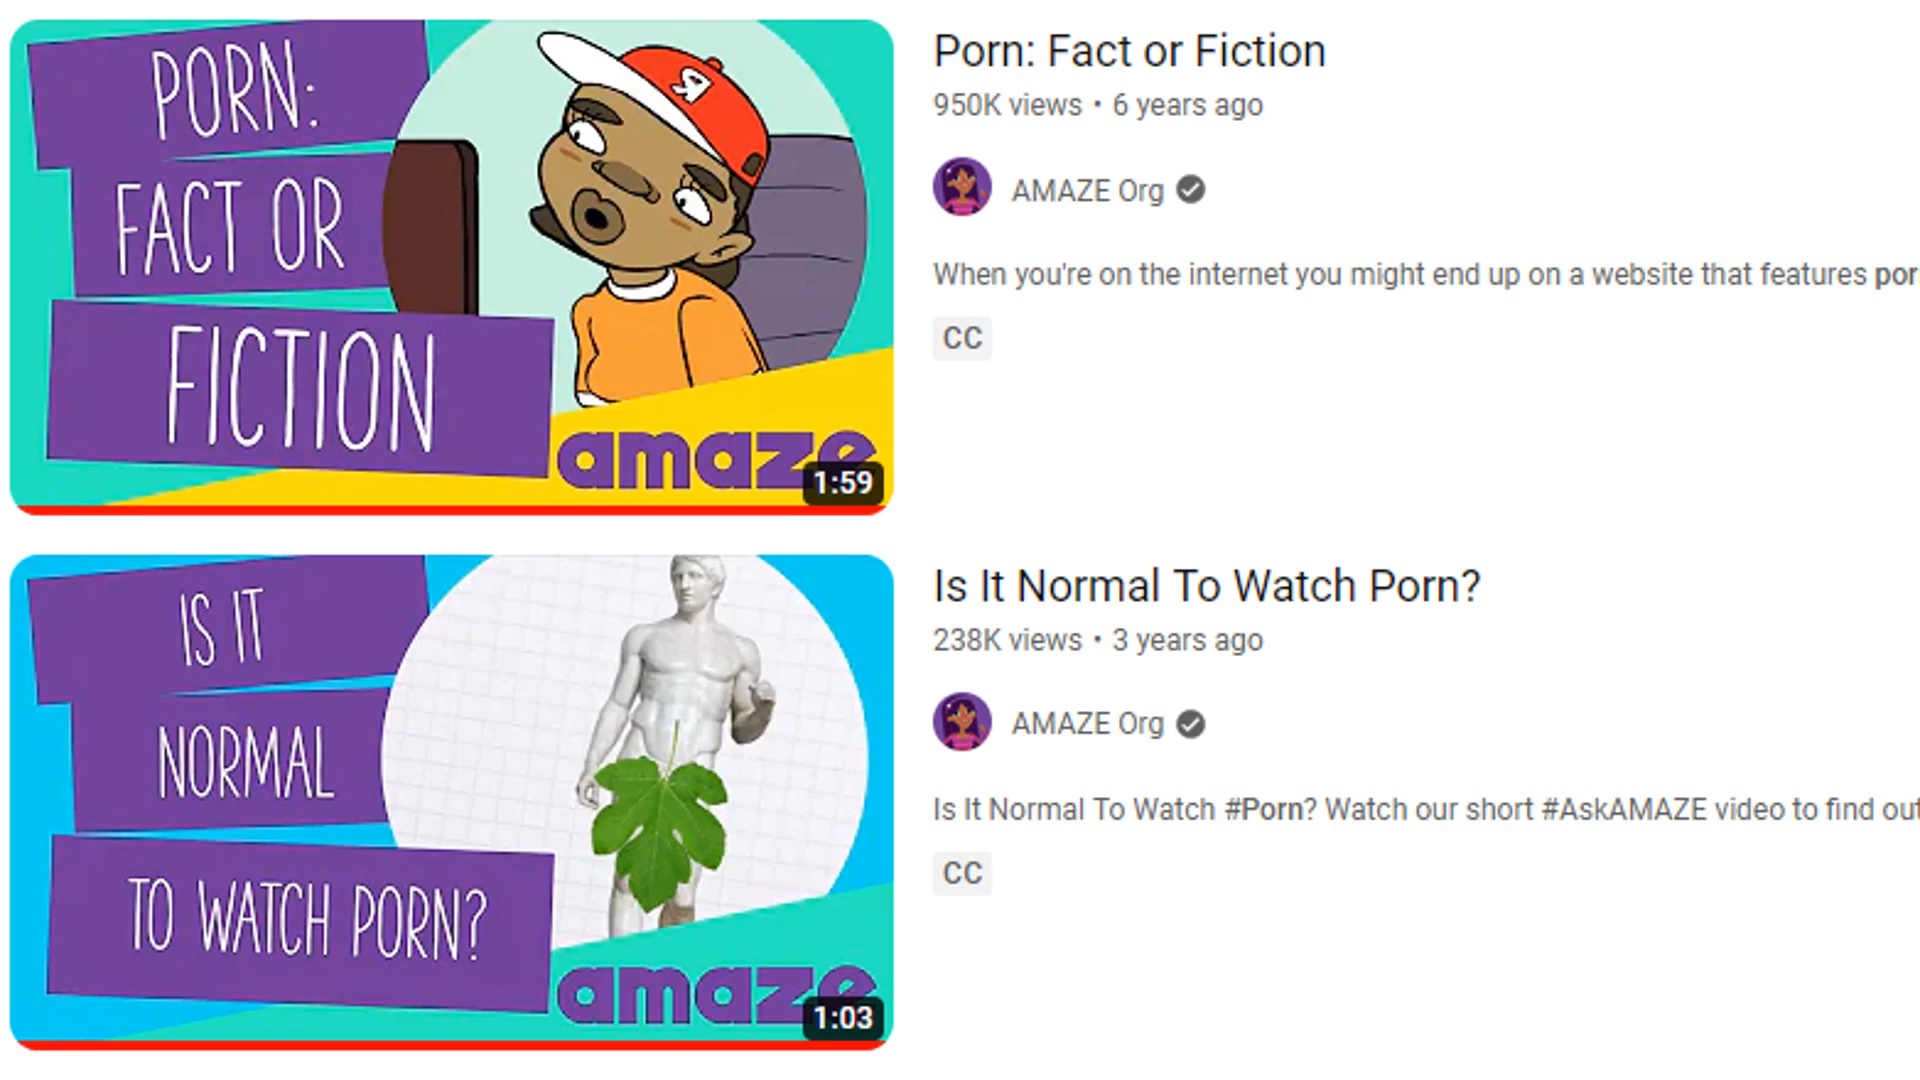 PORN:
FACT OR
FICTION
amaze
1:59
Porn: Fact or Fiction
950K views • 6 years ago
AMAZE Org
When you're on the internet you might end up on a website that features por
CC
IS IT
NORMAL
TO WATCH PORN?
amaze
1:03
Is It Normal To Watch Porn?
238K views • 3 years ago
AMAZE Org
Is It Normal To Watch #Porn? Watch our short #AskAMAZE video to find out
CC